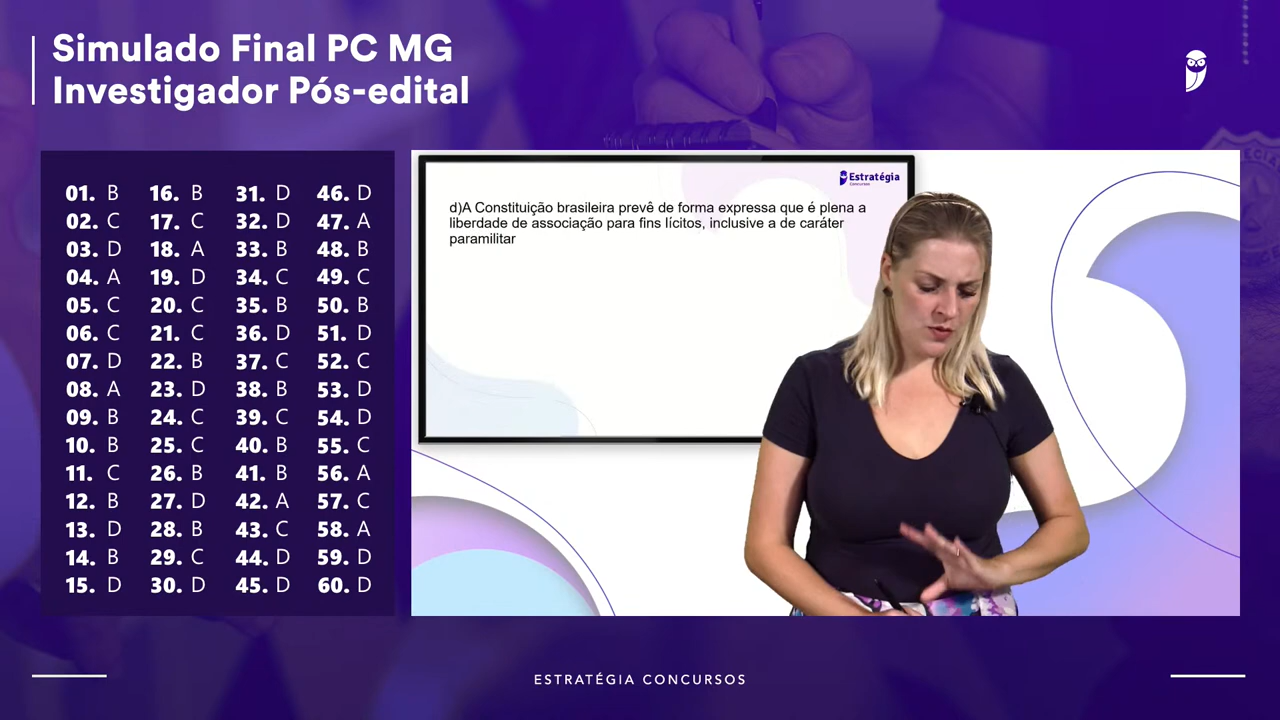 Simulado Final PC MG
Investigador Pós-edital
01. B 16. B 31. D 46. D
02. C 17. C 32. D 47. A
03. D 18. A 33. B 48. B
04. A 19. D 34. C 49. C
05. C 20. C 35. B 50. B
06. C 21. C 36. D 51. D
07. D 22. B 37. C 52. C
08. A 23. D 38. B 53. D
09. B 24. C 39. C 54. D
10. B 25. C 40. B 55. C
11. C 26. B 41. B 56. A
12. B 27. D 42. A 57. C
13. D 28. B 43. C 58. A
14. B 29. C 44. D 59. D
15. D 30. D 45. D 60. D
Estratégia
Concursos
d)A Constituição brasileira prevê de forma expressa que é plena a
liberdade de associação para fins lícitos, inclusive a de caráter
paramilitar
ESTRATÉGIA CONCURSOS